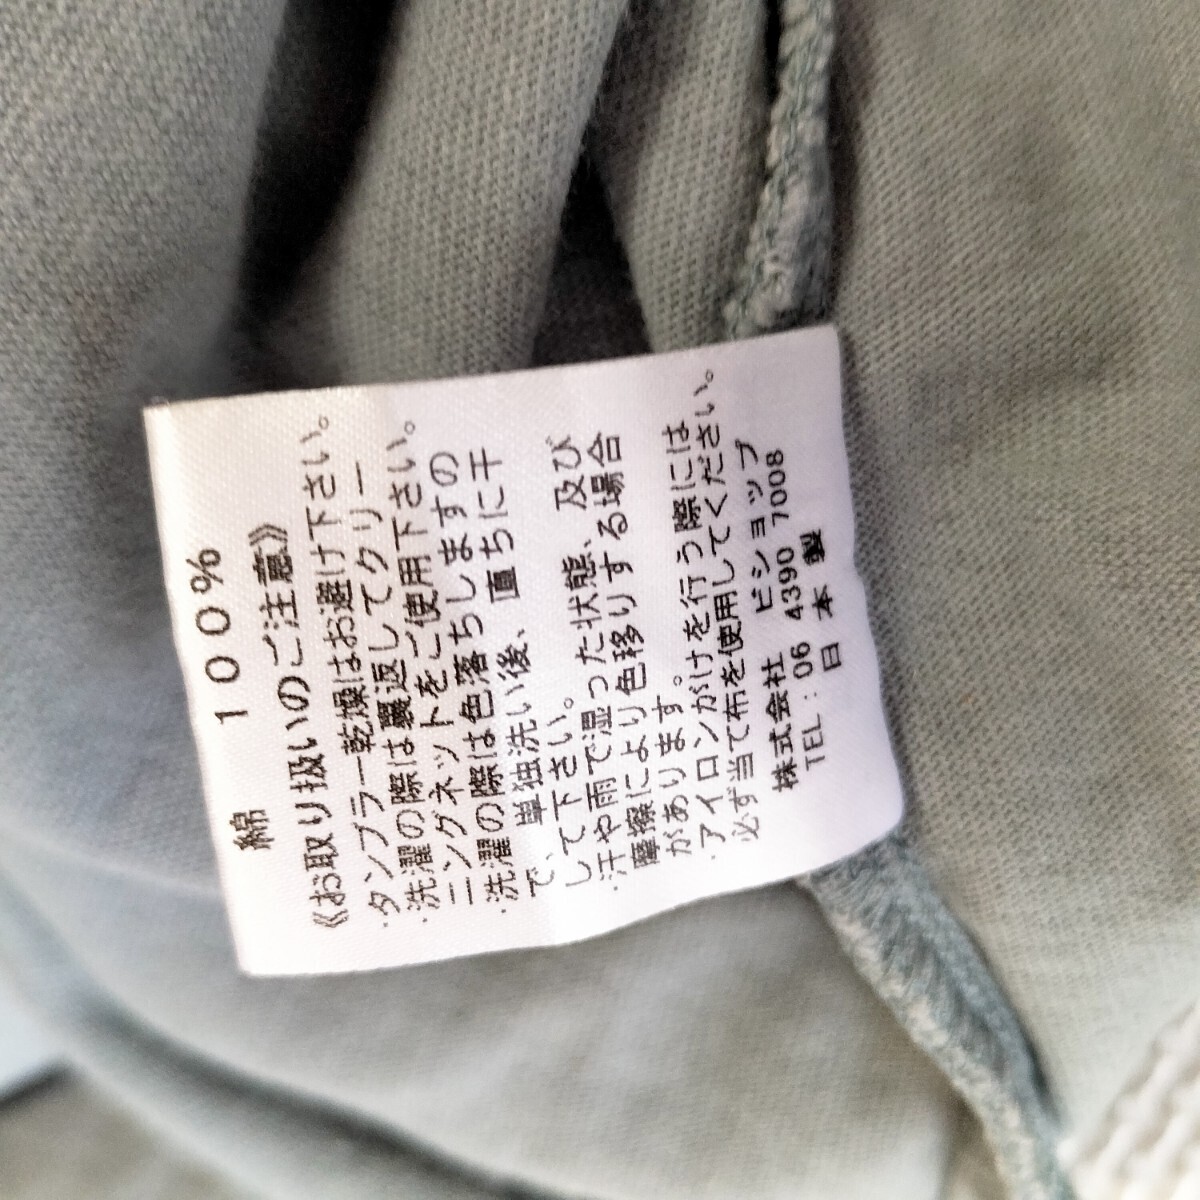 綿 100%
《お取り扱いのご注意》
・タンブラー乾燥はお避け下さい。
・洗濯の際は裏返してクリー
ニングネットをご使用下さい。
・洗濯の際は色落ちしますの
で、単独洗い後、直ちに干
して下さい。
・汗や雨で湿った状態、及び
摩擦により色移りする場合
があります。
・アイロンがけを行う際には
必ず当て布を使用してください。
株式会社 ビショップ
TEL:06 4390 7008
日本製